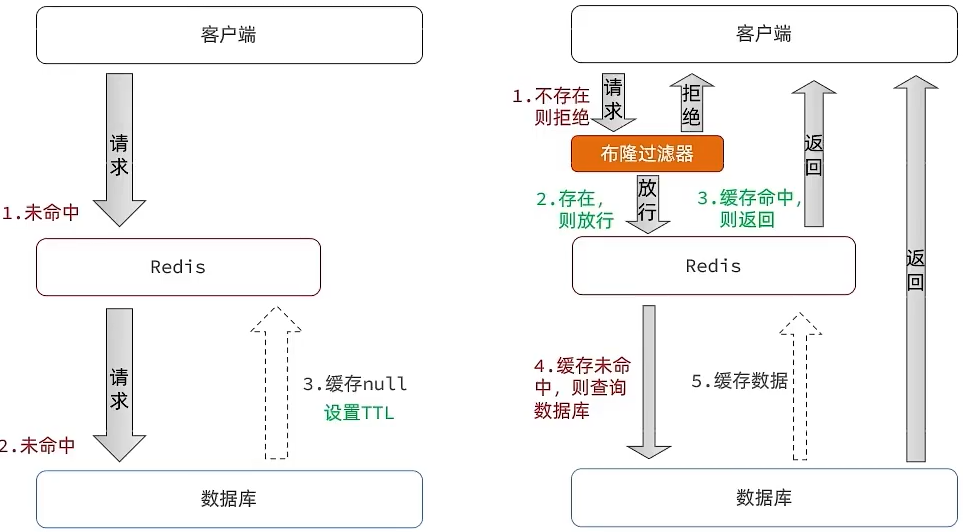 客户端
请求
1.未命中
Redis
请求
3.缓存null
设置TTL
2.未命中
数据库
客户端
1.不存在
则拒绝
请求
拒绝
布隆过滤器
2.存在，
则放行
放行
3.缓存命中，
则返回
返回
Redis
返回
4.缓存未命
中，则查询
数据库
5.缓存数据
数据库